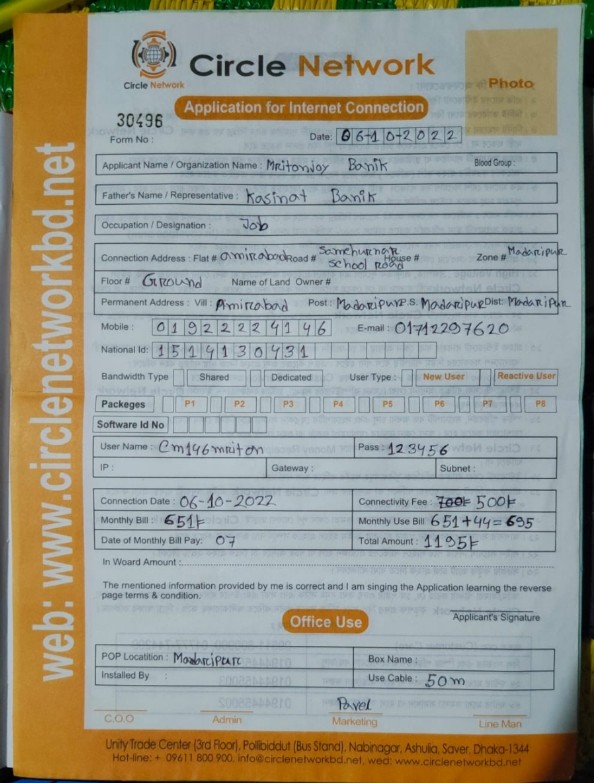 Circle Network
Circle Network
Photo
Application for Internet Connection
30496
Form No :
Date: 06-10-2022
Applicant Name / Organization Name : Mritonjoy Banik Blood Group :
Father's Name / Representative : Kasinat Banik
Occupation / Designation : Job
Connection Address : Flat # amirabad Road # School Road House # Zone # Madaripur
Floor # Ground Name of Land Owner #
Permanent Address : Vill Amirabad Post : Madaripur P.S. Madaripur Dist: Madaripur
Mobile : 01922224146 E-mail : 01712297620
National Id: 1514130431
Bandwidth Type Shared Dedicated User Type : New User Reactive User
Packeges P1 P2 P3 P4 P5 P6 P7 P8
Software Id No
User Name : Cm146mriton Pass : 123456
IP : Gateway : Subnet :
Connection Date : 06-10-2022 Connectivity Fee : 700৳ 500৳
Monthly Bill : 651৳ Monthly Use Bill 651+44=695
Date of Monthly Bill Pay: 07 Total Amount : 1195৳
In Woard Amount :
The mentioned information provided by me is correct and I am singing the Application learning the reverse
page terms & condition.
Applicant's Signature
Office Use
POP Locatition : Madaripur Box Name :
Installed By : Use Cable : 50m
Pavel
C.O.O Admin Marketing Line Man
Unity Trade Center (3rd Floor), Pollibiddut (Bus Stand), Nabinagar, Ashulia, Saver, Dhaka-1344
Hot-line: + 09611 800 900, info@circlenetworkbd.net, wed: www.circlenetworkbd.net
web: www.circlenetworkbd.net